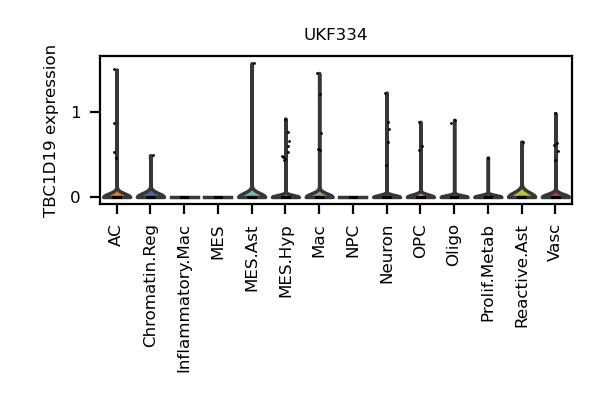 UKF334
TBC1D19 expression
1
0
AC
Chromatin.Reg
Inflammatory.Mac
MES
MES.Ast
MES.Hyp
Mac
NPC
Neuron
OPC
Oligo
Prolif.Metab
Reactive.Ast
Vasc